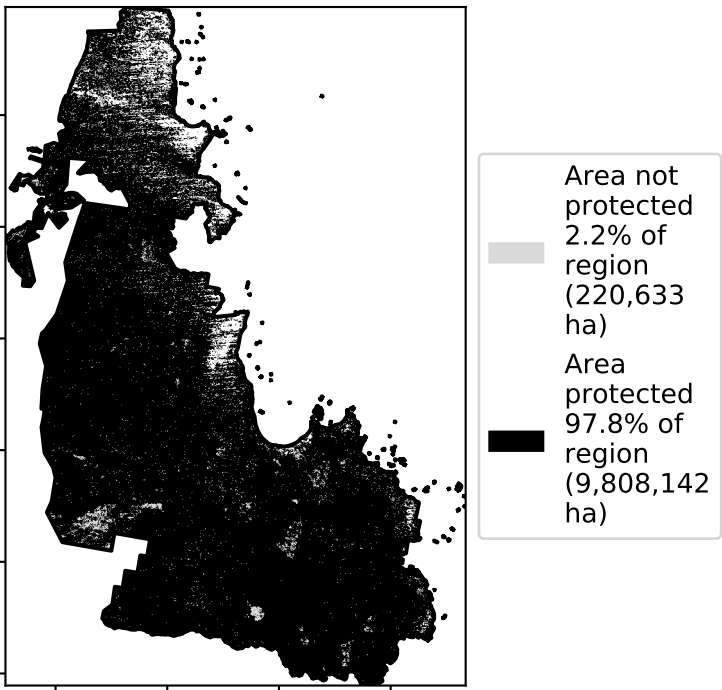 Area not
protected
2.2% of
region
(220,633
ha)
Area
protected
97.8% of
region
(9,808,142
ha)